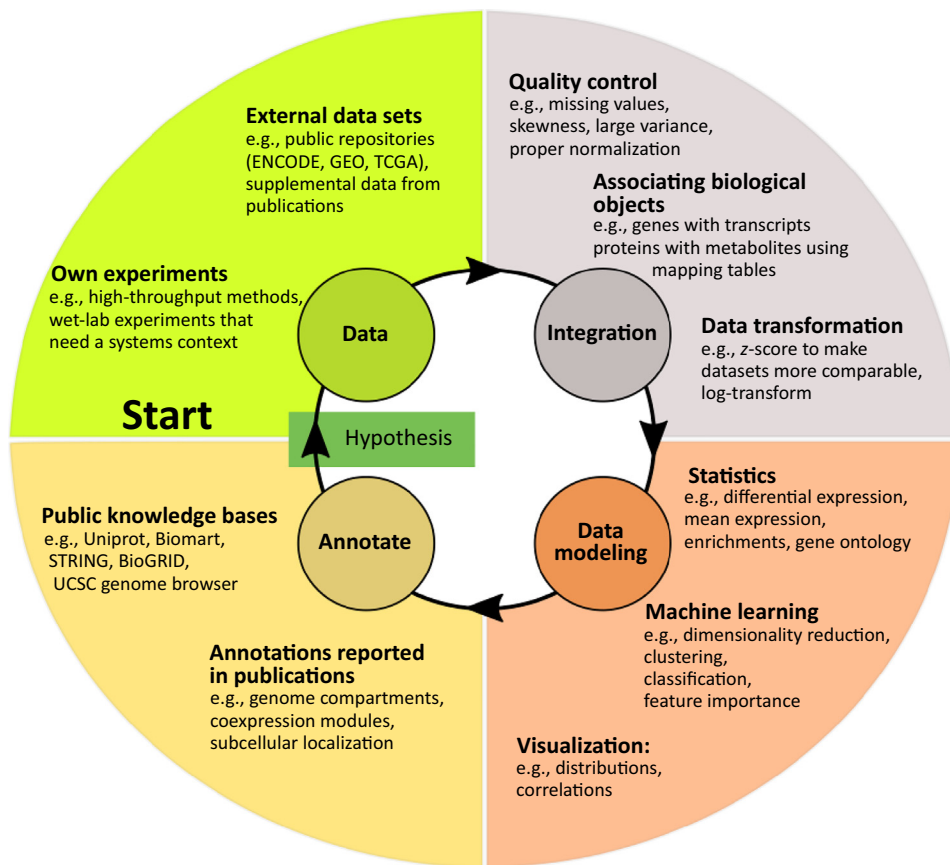 External data sets
e.g., public repositories
(ENCODE, GEO, TCGA),
supplemental data from
publications
Own experiments
e.g., high-throughput methods,
wet-lab experiments that
need a systems context
Start
Data
Quality control
e.g., missing values,
skewness, large variance,
proper normalization
Associating biological
objects
e.g., genes with transcripts
proteins with metabolites using
mapping tables
Data transformation
e.g., z-score to make
datasets more comparable,
log-transform
Integration
Hypothesis
Statistics
e.g., differential expression,
mean expression,
enrichments, gene ontology
Data
modeling
Machine learning
e.g., dimensionality reduction,
clustering,
classification,
feature importance
Visualization:
e.g., distributions,
correlations
Annotate
Public knowledge bases
e.g., Uniprot, Biomart,
STRING, BioGRID,
UCSC genome browser
Annotations reported
in publications
e.g., genome compartments,
coexpression modules,
subcellular localization